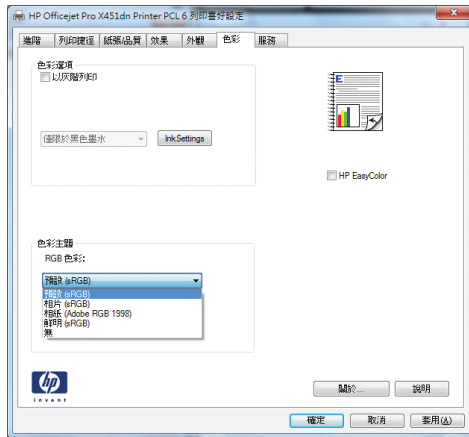 HP Officejet Pro X451dn Printer PCL 6 列印喜好設定
進階 列印捷徑 紙張/品質 效果 外觀 色彩 服務
色彩選項
以灰階列印
僅限於黑色墨水
Ink Settings
HP EasyColor
色彩主題
RGB 色彩:
預設 (sRGB)
預設 (sRGB)
相片 (sRGB)
相紙 (Adobe RGB 1998)
鮮明 (sRGB)
無
hp
invent
關於... 說明
確定 取消 套用(A)